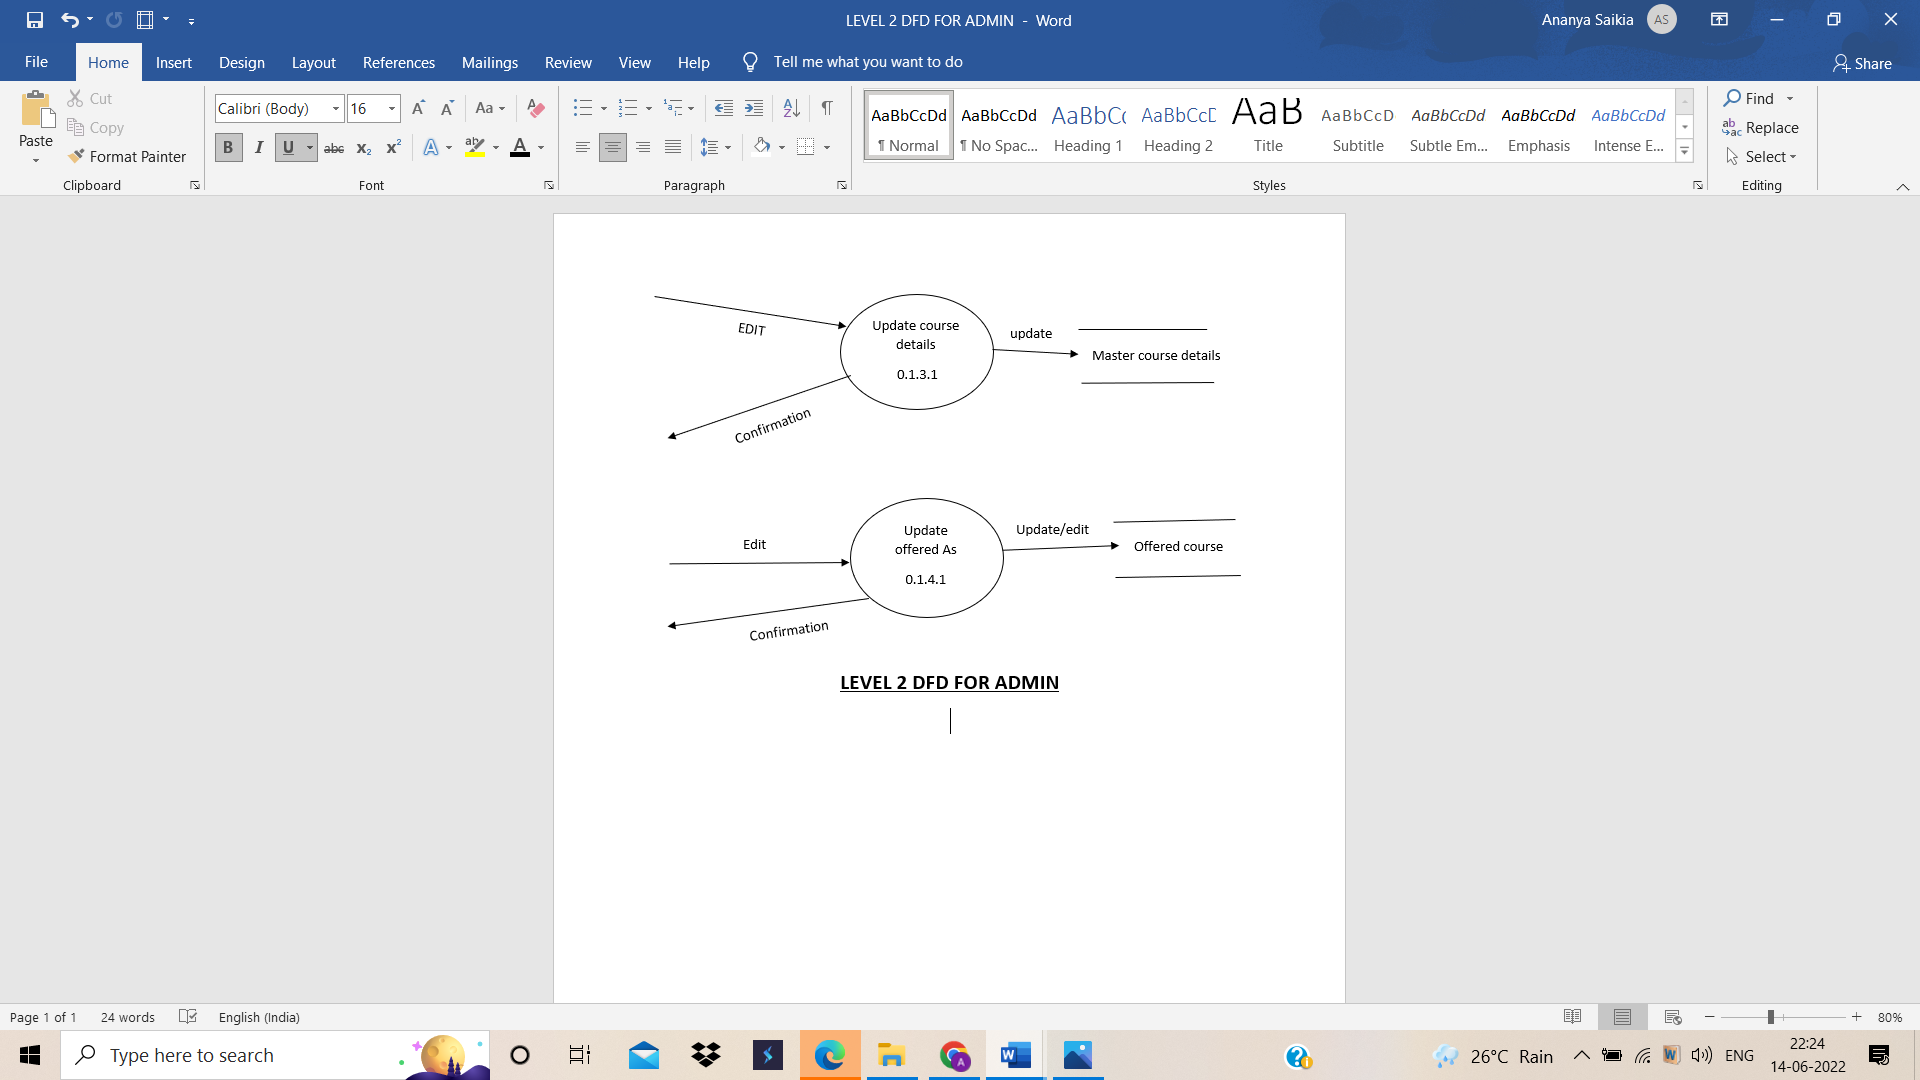 LEVEL 2 DFD FOR ADMIN - Word
Ananya Saikia
AS
File
Home
Insert
Design
Layout
References
Mailings
Review
View
Help
Tell me what you want to do
Share
Paste
Cut
Copy
Format Painter
Clipboard
Calibri (Body)
16
Aa
B I U abc x₂ x² A ab A
Font
Paragraph
AaBbCcDd
¶ Normal
AaBbCcDd
¶ No Spac...
AaBbCc
Heading 1
AaBbCcD
Heading 2
AaB
Title
AaBbCcD
Subtitle
AaBbCcDd
Subtle Em...
AaBbCcDd
Emphasis
AaBbCcDd
Intense E...
Styles
Find
Replace
Select
Editing
EDIT
Update course
details
0.1.3.1
update
Master course details
Confirmation
Edit
Update
offered As
0.1.4.1
Update/edit
Offered course
Confirmation
LEVEL 2 DFD FOR ADMIN
Page 1 of 1
24 words
English (India)
80%
Type here to search
26°C Rain
ENG
22:24
14-06-2022